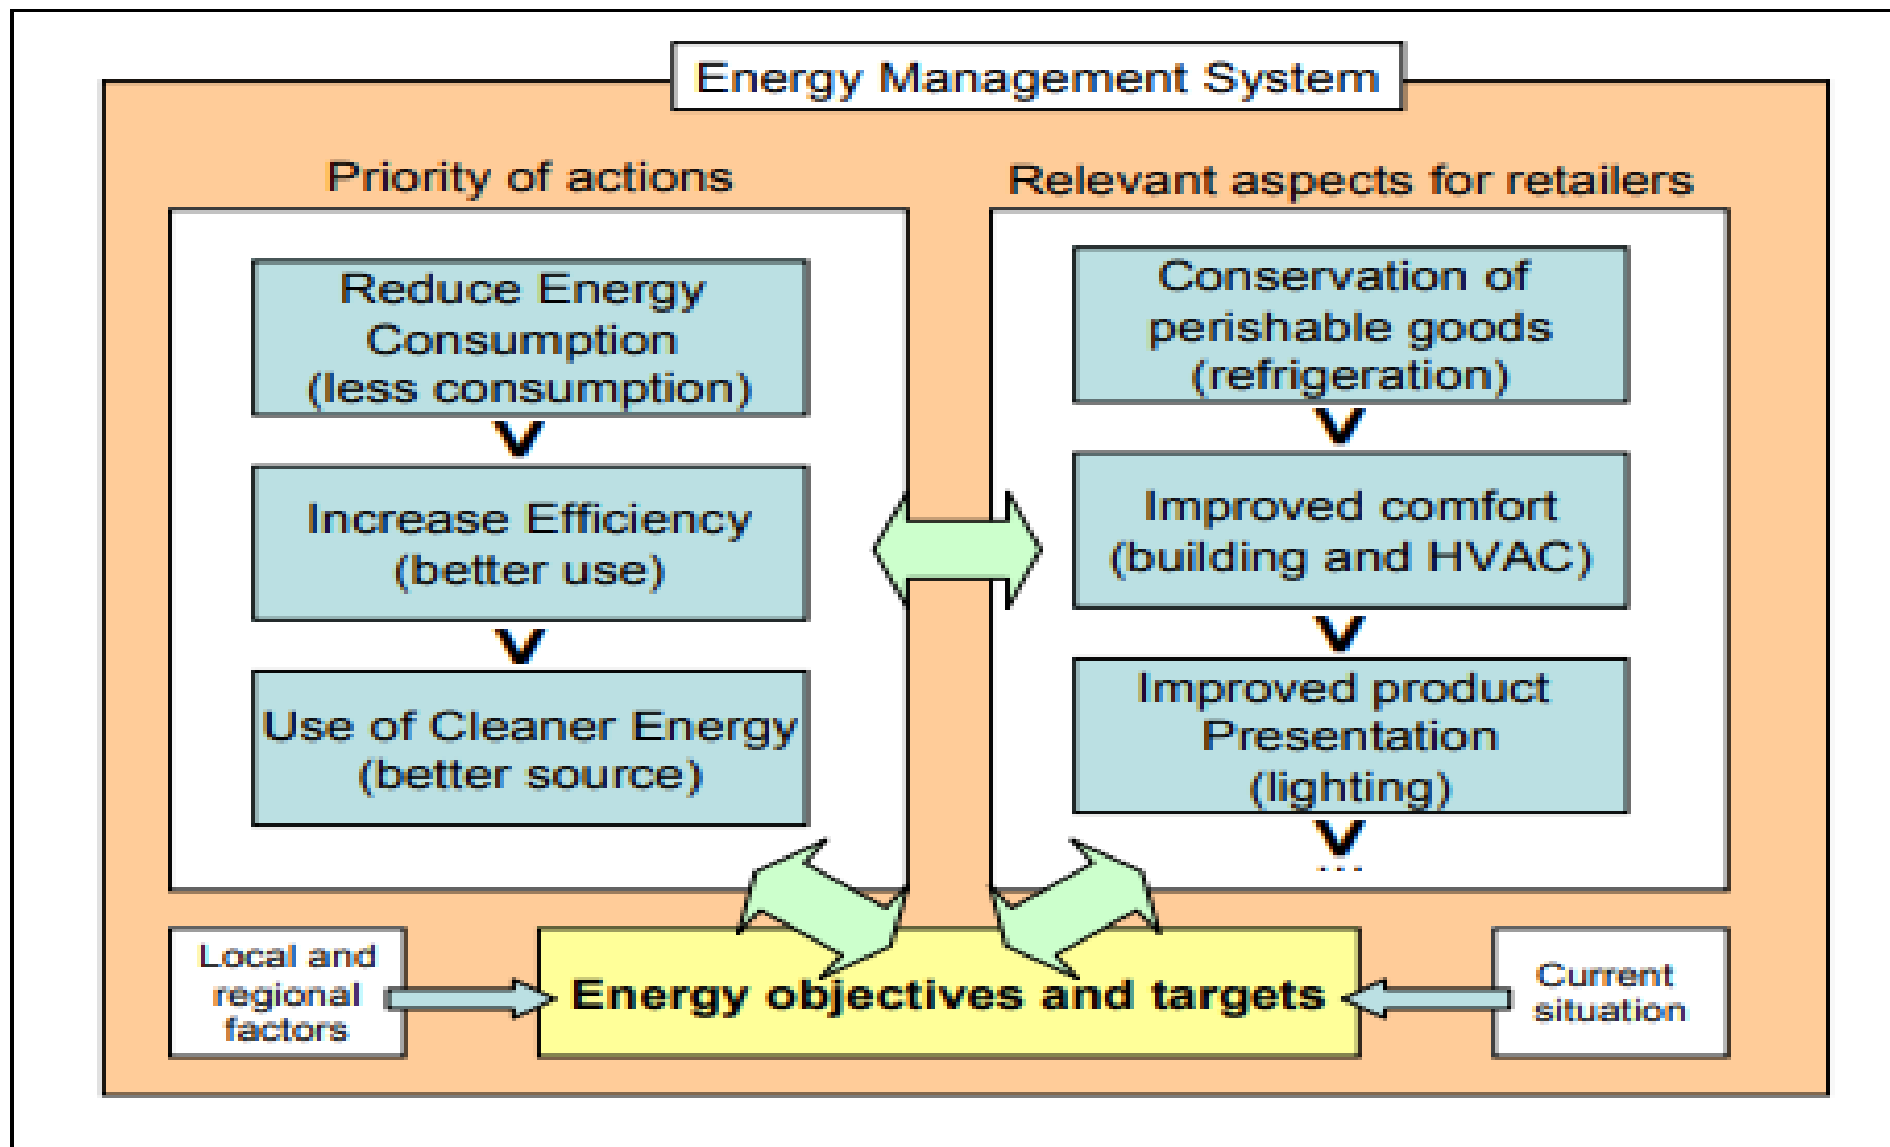 Energy Management System
Priority of actions
Reduce Energy
Consumption
(less consumption)
Increase Efficiency
(better use)
Use of Cleaner Energy
(better source)
Relevant aspects for retailers
Conservation of
perishable goods
(refrigeration)
Improved comfort
(building and HVAC)
Improved product
Presentation
(lighting)
...
Local and
regional
factors
Energy objectives and targets
Current
situation